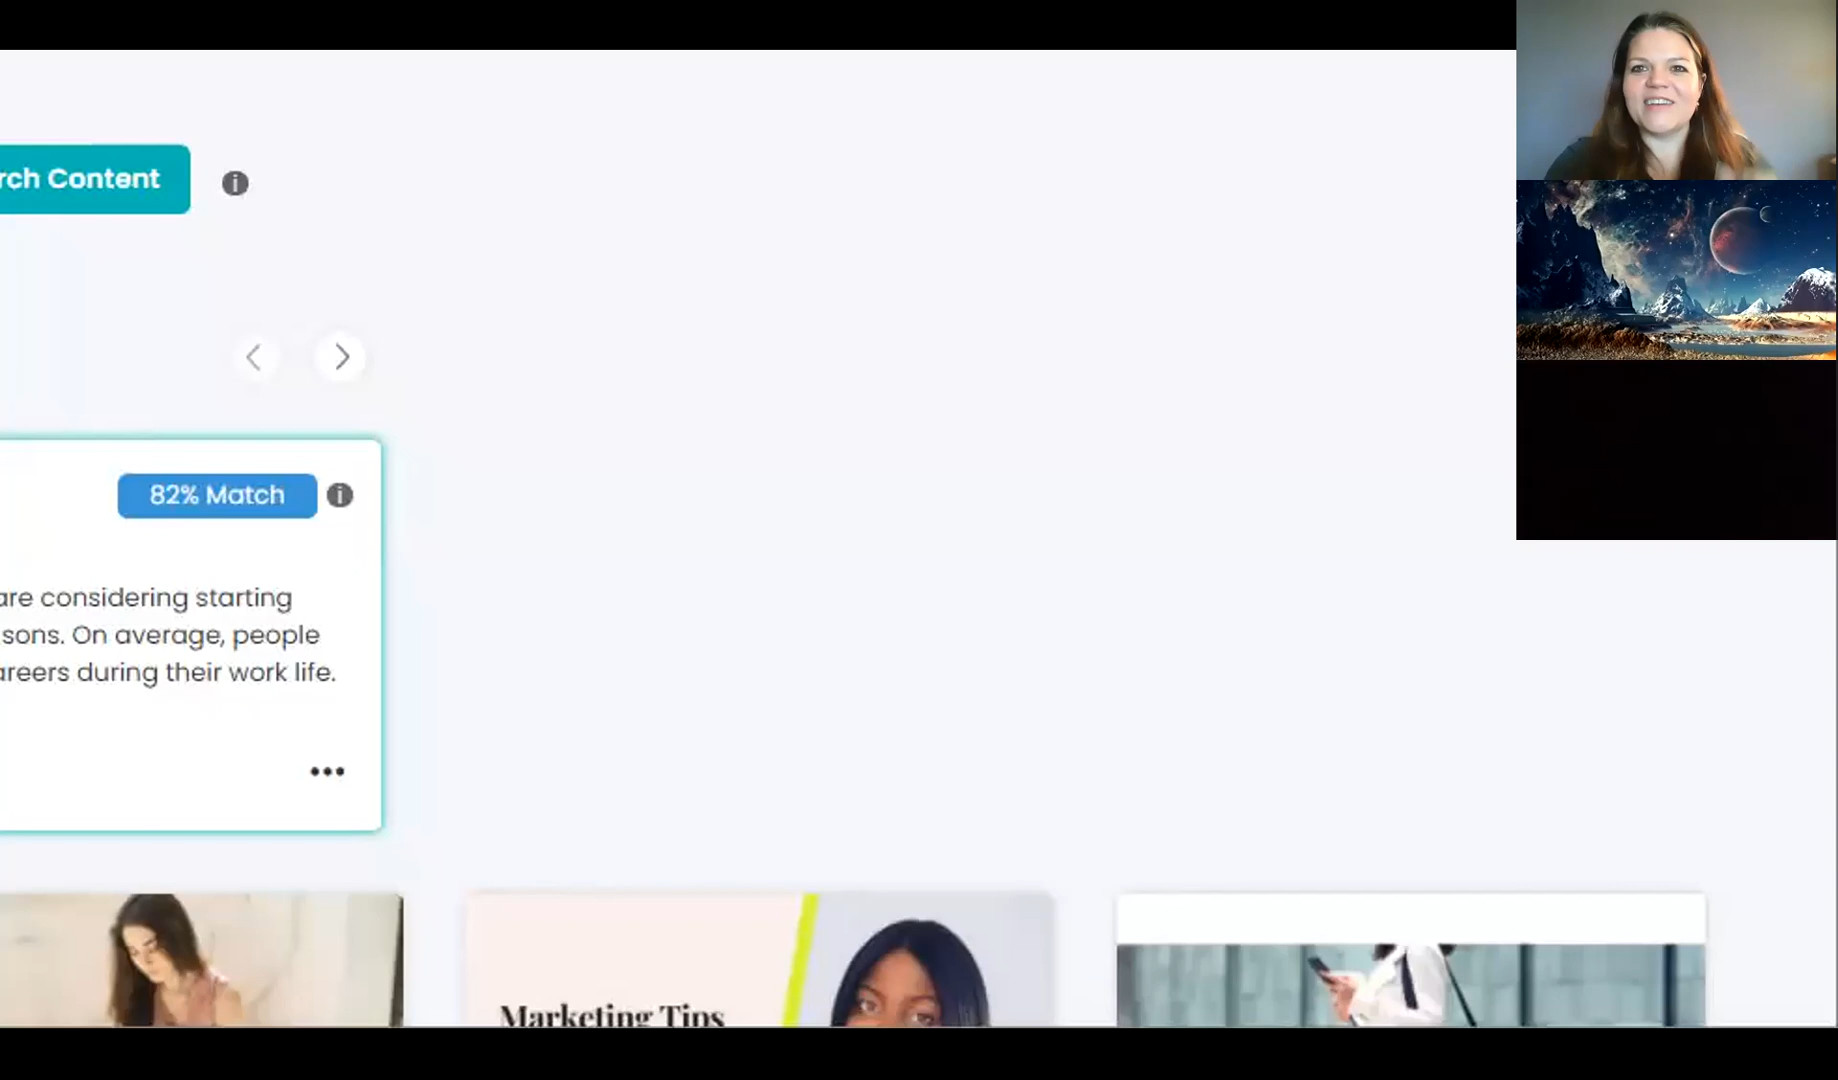 rch Content
82% Match
are considering starting
sons. On average, people
areers during their work life.
Marketing Tips